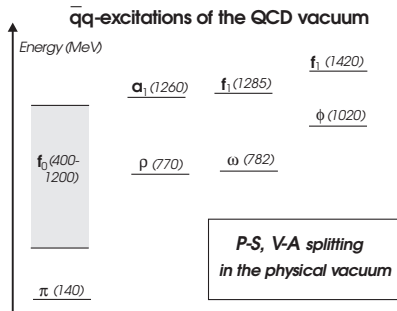 q̄q-excitations of the QCD vacuum
Energy (MeV)
f₁ (1420)
a₁ (1260)
f₁ (1285)
ϕ (1020)
f₀ (400-
1200)
ρ (770)
ω (782)
P-S, V-A splitting
in the physical vacuum
π (140)